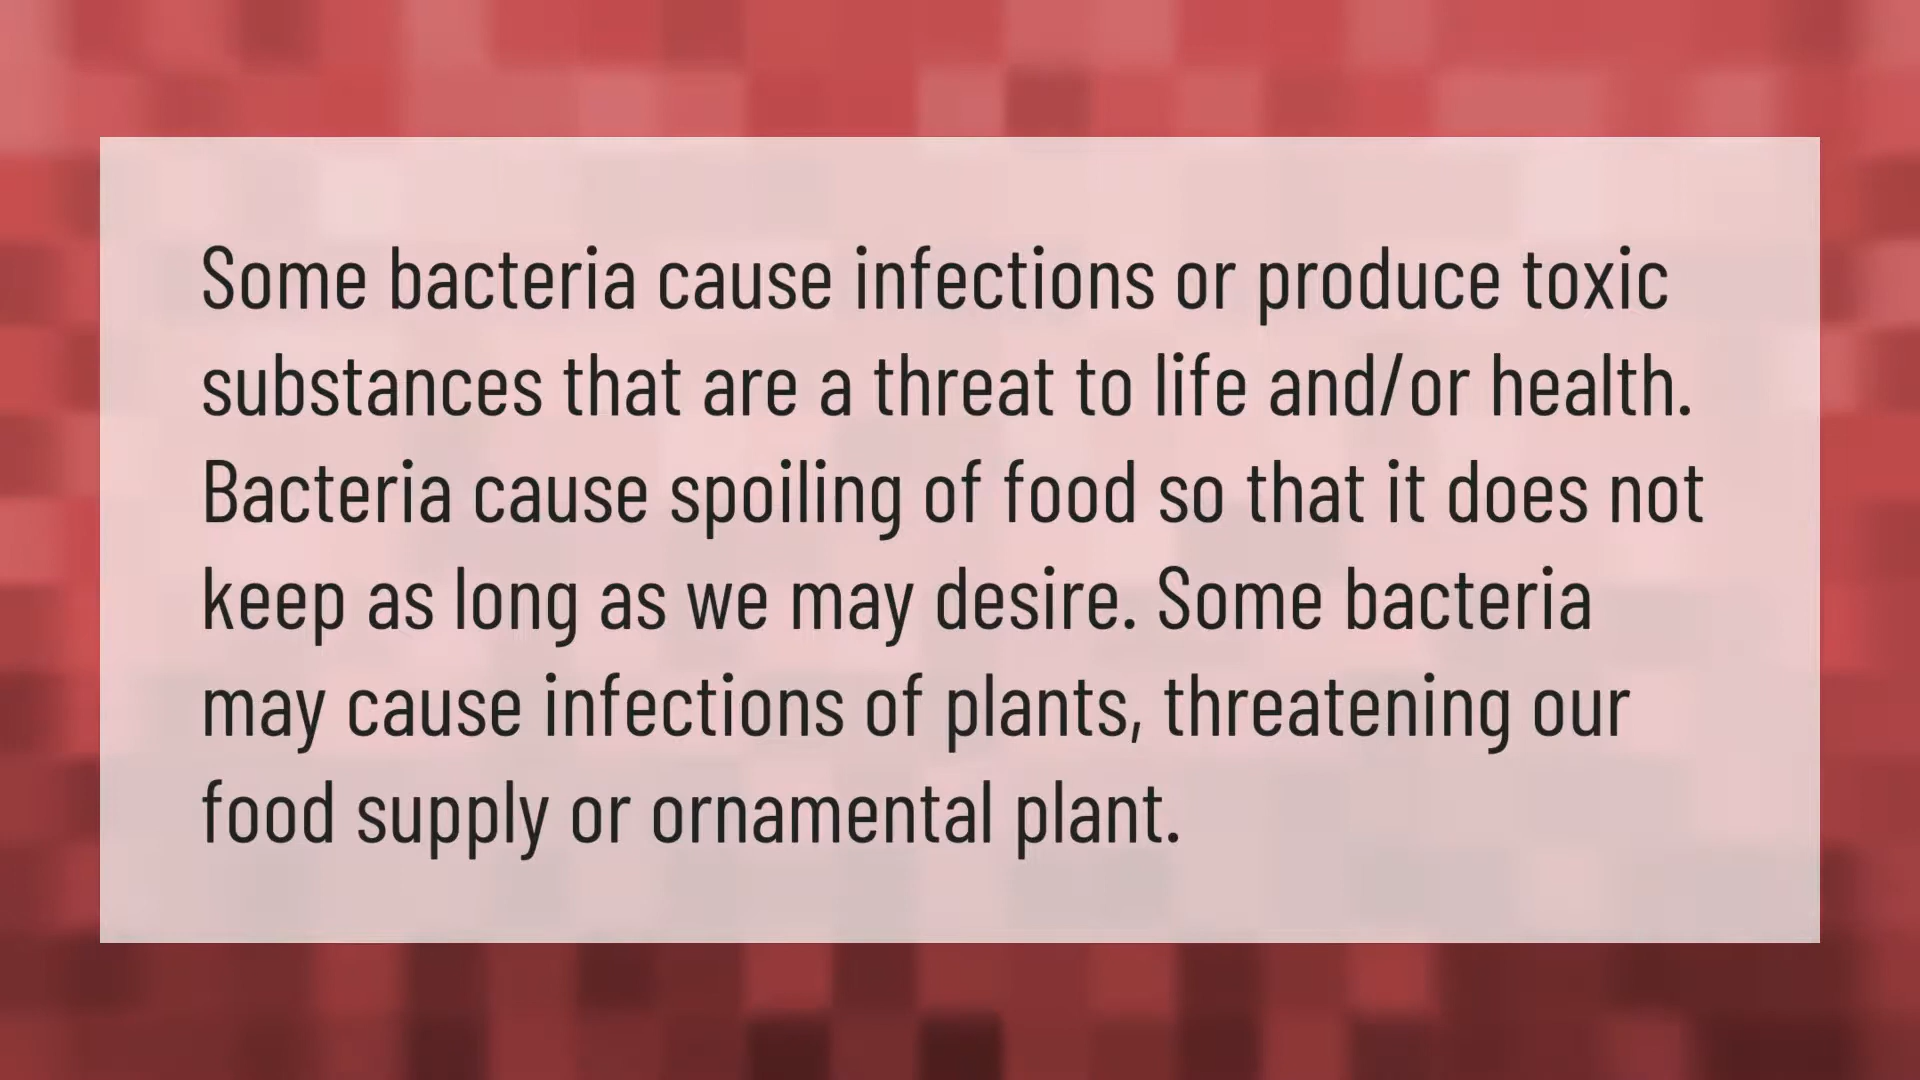 Some bacteria cause infections or produce toxic
substances that are a threat to life and/or health.
Bacteria cause spoiling of food so that it does not
keep as long as we may desire. Some bacteria
may cause infections of plants, threatening our
food supply or ornamental plant.